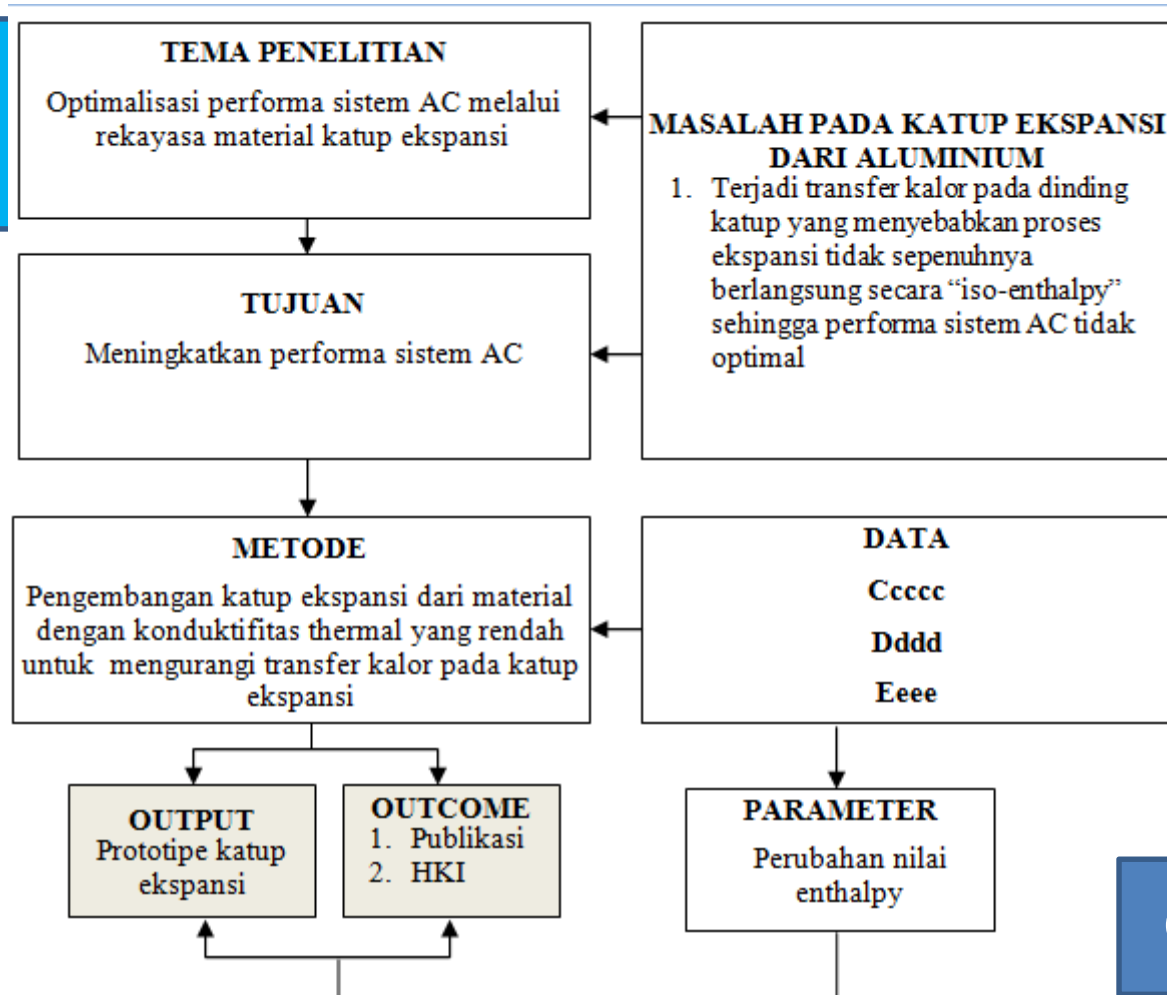 TEMA PENELITIAN
Optimalisasi performa sistem AC melalui
rekayasa material katup ekspansi
MASALAH PADA KATUP EKSPANSI
DARI ALUMINIUM
1. Terjadi transfer kalor pada dinding
katup yang menyebabkan proses
ekspansi tidak sepenuhnya
berlangsung secara “iso-enthalpy”
sehingga performa sistem AC tidak
optimal
TUJUAN
Meningkatkan performa sistem AC
METODE
Pengembangan katup ekspansi dari material
dengan konduktifitas thermal yang rendah
untuk mengurangi transfer kalor pada katup
ekspansi
DATA
Ccccc
Dddd
Eeee
OUTPUT
Prototipe katup
ekspansi
OUTCOME
1. Publikasi
2. HKI
PARAMETER
Perubahan nilai
enthalpy